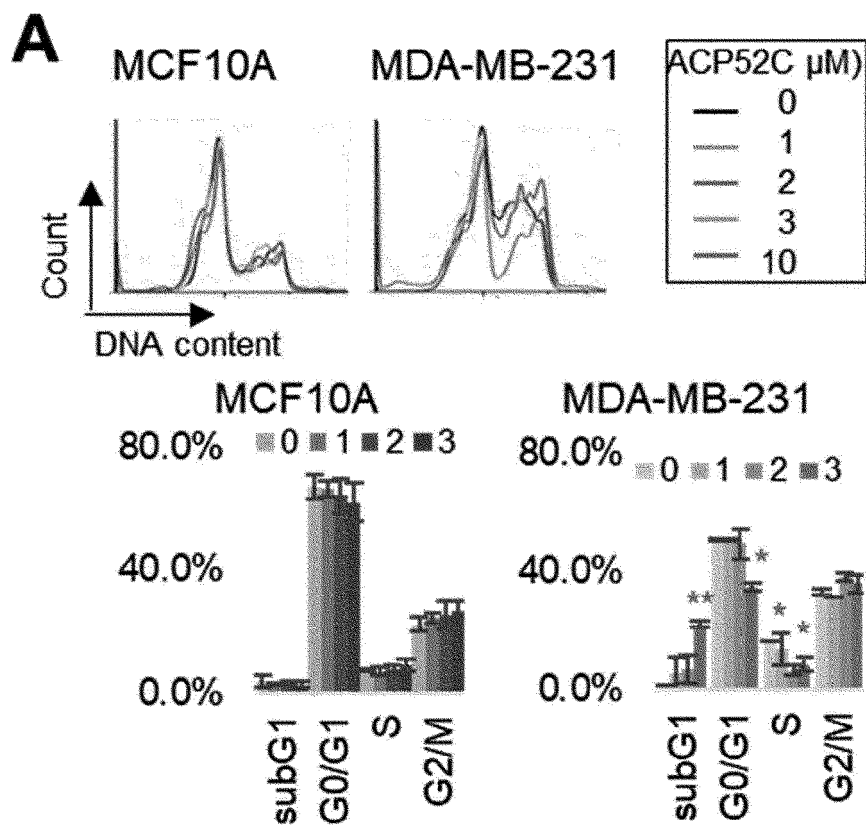 A
MCF10A
MDA-MB-231
ACP52C µM)
0
1
2
3
10
Count
DNA content
MCF10A
80.0%
0 1 2 3
40.0%
0.0%
subG1
G0/G1
S
G2/M
MDA-MB-231
80.0%
0 1 2 3
40.0%
0.0%
**
*
*
*
subG1
G0/G1
S
G2/M